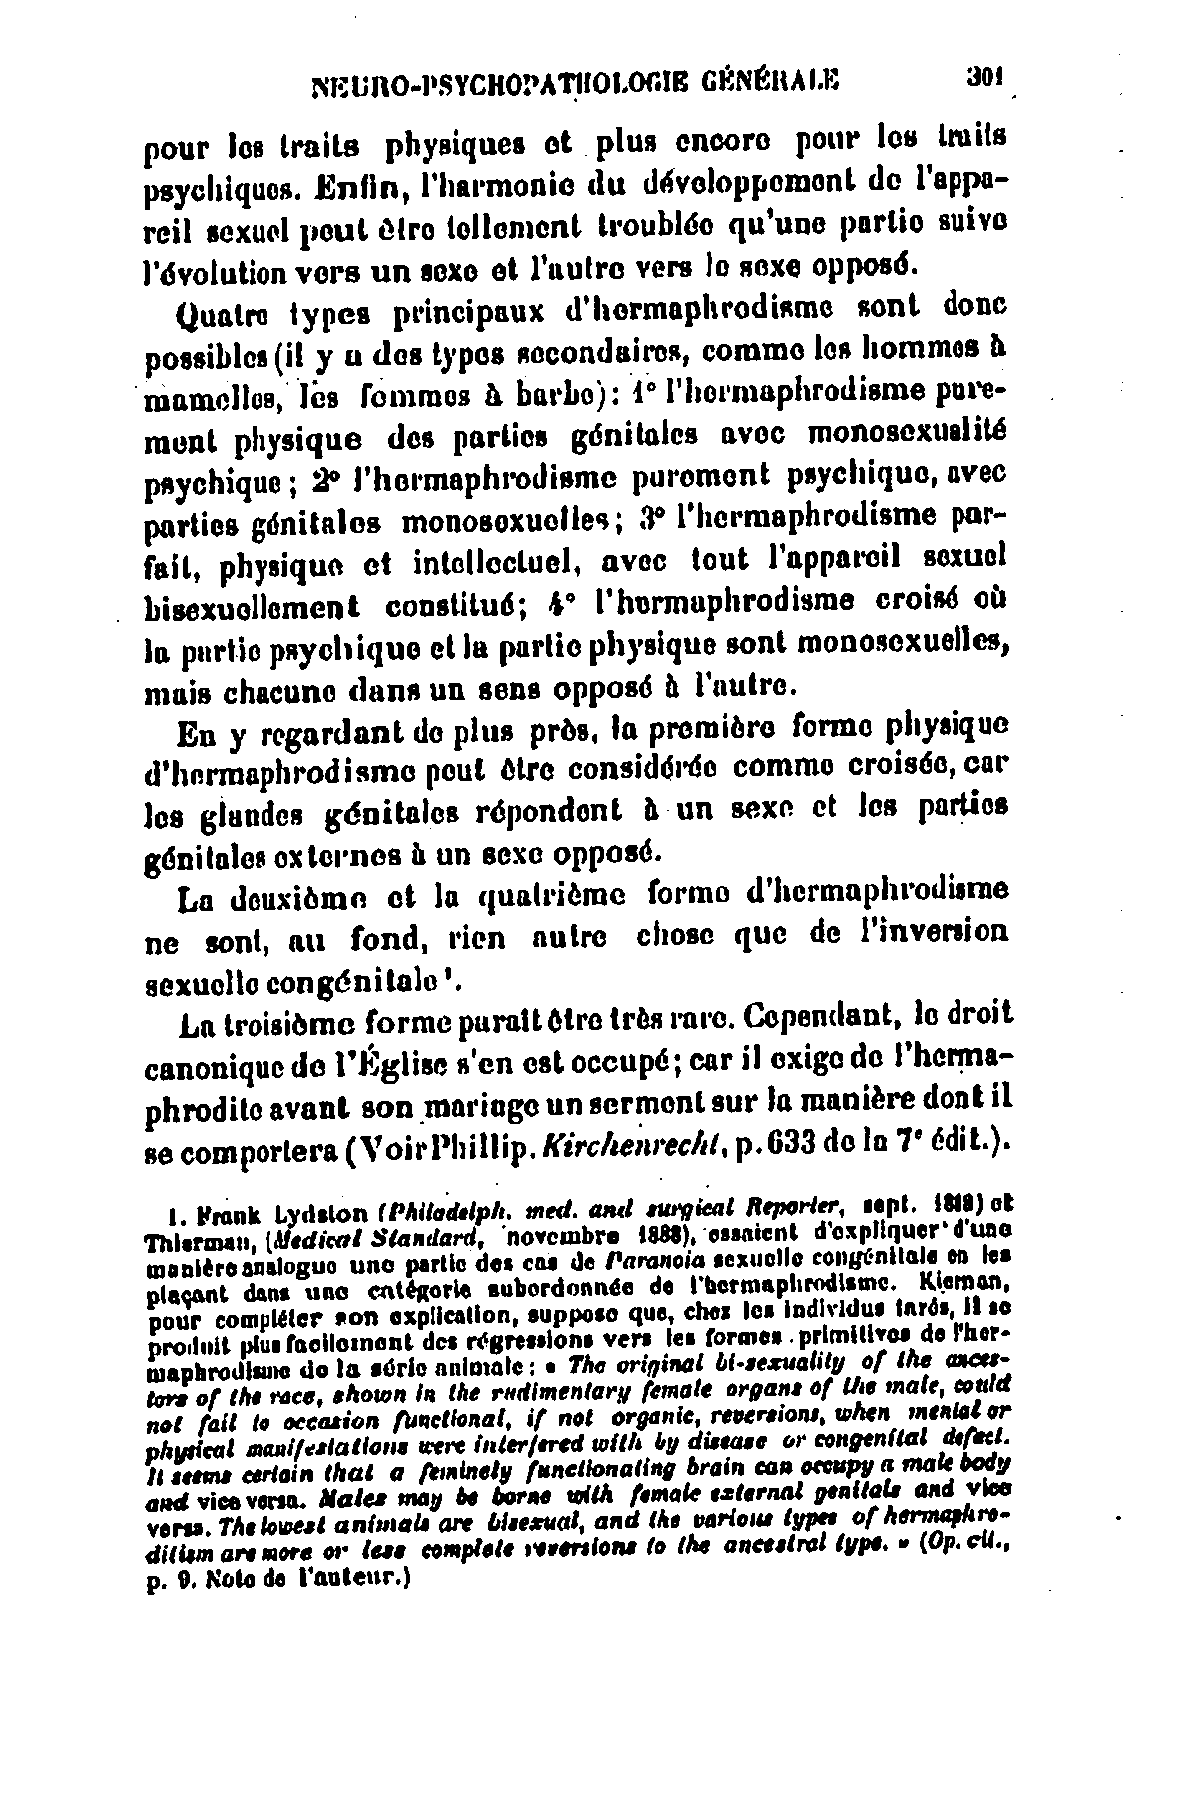 NEURO-PSYCHOPATHOLOGIE GÉNÉRALE 301
pour les traits physiques et plus encore pour les traits
psychiques. Enfin, l'harmonie du développement de l'appa-
reil sexuel peut être tellement troublée qu'une partie suive
l'évolution vers un sexe et l'autre vers le sexe opposé.
Quatre types principaux d'hermaphrodisme sont donc
possibles (il y a des types secondaires, comme les hommes à
mamelles, les femmes à barbe) : 1° l'hermaphrodisme pure-
ment physique des parties génitales avec monosexualité
psychique ; 2° l'hermaphrodisme purement psychique, avec
parties génitales monosexuelles ; 3° l'hermaphrodisme par-
fait, physique et intellectuel, avec tout l'appareil sexuel
bisexuellement constitué; 4° l'hermaphrodisme croisé où
la partie psychique et la partie physique sont monosexuelles,
mais chacune dans un sens opposé à l'autre.
En y regardant de plus près, la première forme physique
d'hermaphrodisme peut être considérée comme croisée, car
les glandes génitales répondent à un sexe et les parties
génitales externes à un sexe opposé.
La deuxième et la quatrième forme d'hermaphrodisme
ne sont, au fond, rien autre chose que de l'inversion
sexuelle congénitale¹.
La troisième forme paraît être très rare. Cependant, le droit
canonique de l'Église s'en est occupé; car il exige de l'herma-
phrodite avant son mariage un serment sur la manière dont il
se comportera (Voir Phillip. Kirchenrecht, p. 633 de la 7ᵉ édit.).
1. Frank Lydston (Philadelph. med. and surgical Reporter, sept. 1888) et
Thierman, (Medical Standard, novembre 1888), essaient d'expliquer d'une
manière analogue une partie des cas de Paranoia sexuelle congénitale en les
plaçant dans une catégorie subordonnée de l'hermaphrodisme. Kiernan,
pour compléter son explication, suppose que, chez les individus tarés, il se
produit plus facilement des régressions vers les formes primitives de l'her-
maphrodisme de la série animale : « The original bi-sexuality of the ances-
tors of the race, shown in the rudimentary female organs of the male, could
not fail to occasion functional, if not organic, reversions, when mental or
physical manifestations were interfered with by disease or congenital defect.
It seems certain that a feminely functionating brain can occupy a male body
and vice versa. Males may be borne with female external genitals and vice
versa. The lowest animals are bisexual, and the various types of hermaphro-
ditism are more or less complete reversions to the ancestral type. » (Op. cit.,
p. 9. Note de l'auteur.)